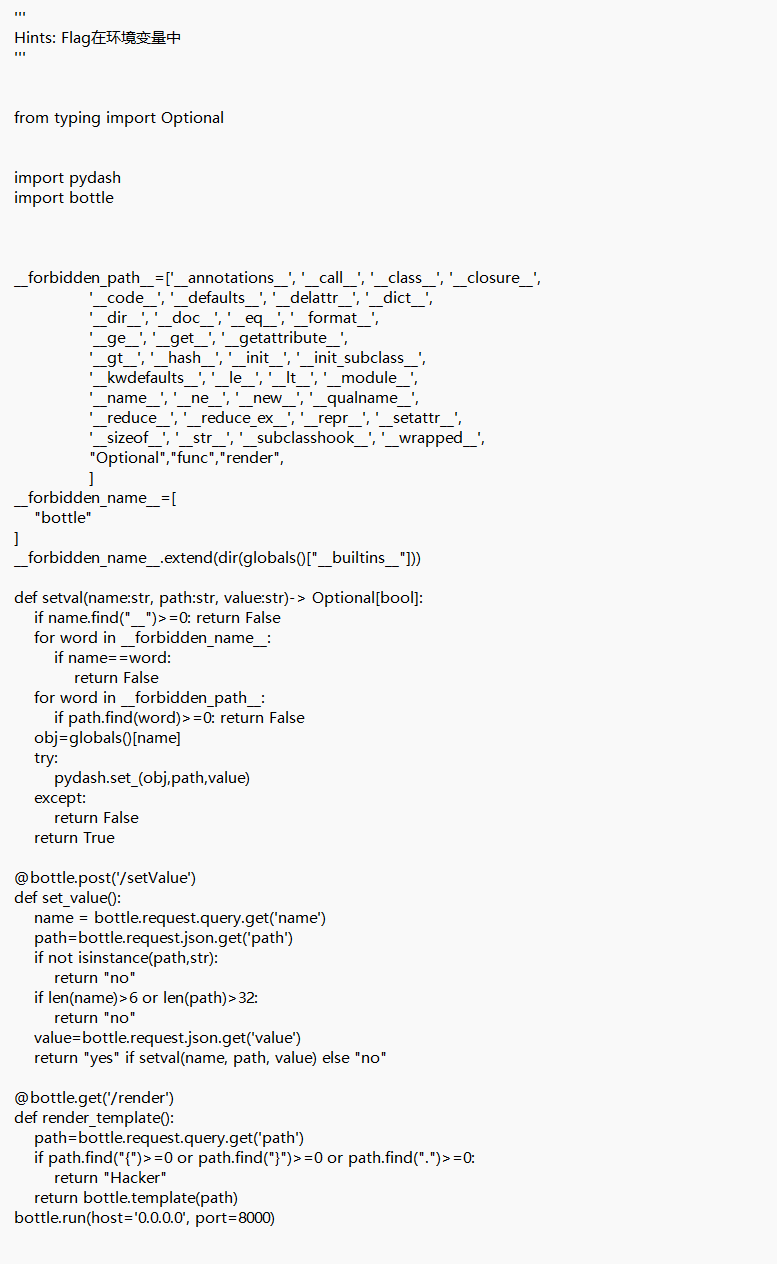 '''
Hints: Flag在环境变量中
'''
from typing import Optional
import pydash
import bottle
__forbidden_path__=['__annotations__', '__call__', '__class__', '__closure__',
'__code__', '__defaults__', '__delattr__', '__dict__',
'__dir__', '__doc__', '__eq__', '__format__',
'__ge__', '__get__', '__getattribute__',
'__gt__', '__hash__', '__init__', '__init_subclass__',
'__kwdefaults__', '__le__', '__lt__', '__module__',
'__name__', '__ne__', '__new__', '__qualname__',
'__reduce__', '__reduce_ex__', '__repr__', '__setattr__',
'__sizeof__', '__str__', '__subclasshook__', '__wrapped__',
"Optional","func","render",
]
__forbidden_name__=[
"bottle"
]
__forbidden_name__.extend(dir(globals()["__builtins__"]))
def setval(name:str, path:str, value:str)-> Optional[bool]:
if name.find("__")>=0: return False
for word in __forbidden_name__:
if name==word:
return False
for word in __forbidden_path__:
if path.find(word)>=0: return False
obj=globals()[name]
try:
pydash.set_(obj,path,value)
except:
return False
return True
@bottle.post('/setValue')
def set_value():
name = bottle.request.query.get('name')
path=bottle.request.json.get('path')
if not isinstance(path,str):
return "no"
if len(name)>6 or len(path)>32:
return "no"
value=bottle.request.json.get('value')
return "yes" if setval(name, path, value) else "no"
@bottle.get('/render')
def render_template():
path=bottle.request.query.get('path')
if path.find("{")>=0 or path.find("}")>=0 or path.find(".")>=0:
return "Hacker"
return bottle.template(path)
bottle.run(host='0.0.0.0', port=8000)